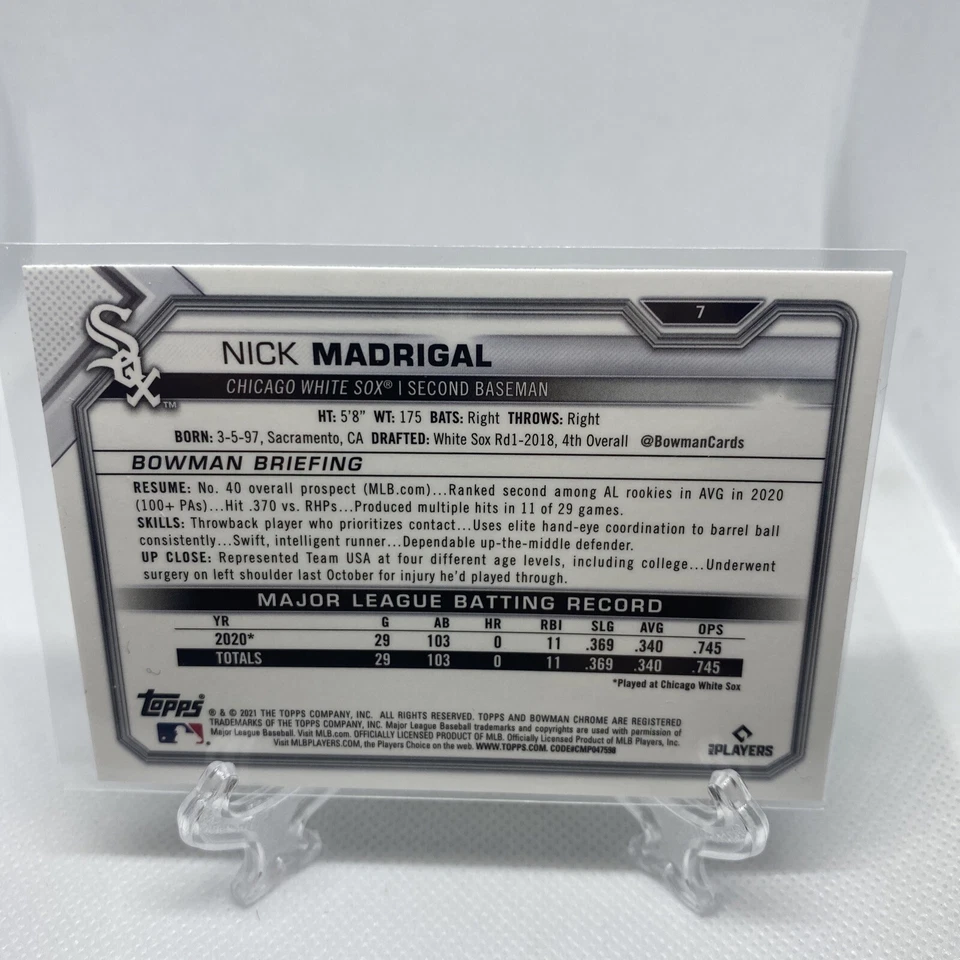 7
Sox
TM
NICK MADRIGAL
CHICAGO WHITE SOX® | SECOND BASEMAN
HT: 5'8" WT: 175 BATS: Right THROWS: Right
BORN: 3-5-97, Sacramento, CA DRAFTED: White Sox Rd1-2018, 4th Overall @BowmanCards
BOWMAN BRIEFING
RESUME: No. 40 overall prospect (MLB.com)...Ranked second among AL rookies in AVG in 2020
(100+ PAs)...Hit .370 vs. RHPs...Produced multiple hits in 11 of 29 games.
SKILLS: Throwback player who prioritizes contact...Uses elite hand-eye coordination to barrel ball
consistently...Swift, intelligent runner...Dependable up-the-middle defender.
UP CLOSE: Represented Team USA at four different age levels, including college...Underwent
surgery on left shoulder last October for injury he'd played through.
MAJOR LEAGUE BATTING RECORD
YR G AB HR RBI SLG AVG OPS
2020* 29 103 0 11 .369 .340 .745
TOTALS 29 103 0 11 .369 .340 .745
*Played at Chicago White Sox
topps®
® & © 2021 THE TOPPS COMPANY, INC. ALL RIGHTS RESERVED. TOPPS AND BOWMAN CHROME ARE REGISTERED
TRADEMARKS OF THE TOPPS COMPANY, INC. Major League Baseball trademarks and copyrights are used with permission of
Major League Baseball. Visit MLB.com. OFFICIALLY LICENSED PRODUCT OF MLB. Officially Licensed Product of MLB Players, Inc.
Visit MLBPLAYERS.COM, the Players Choice on the web. WWW.TOPPS.COM. CODE#CMP047598
PLAYERS